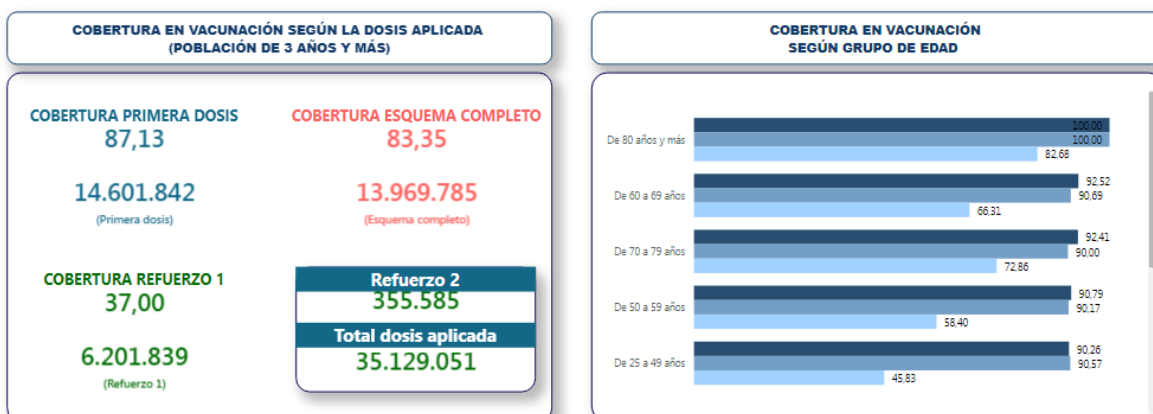 COBERTURA EN VACUNACIÓN SEGÚN LA DOSIS APLICADA
(POBLACIÓN DE 3 AÑOS Y MÁS)
COBERTURA PRIMERA DOSIS
87,13
14.601.842
(Primera dosis)
COBERTURA ESQUEMA COMPLETO
83,35
13.969.785
(Esquema completo)
COBERTURA REFUERZO 1
37,00
6.201.839
(Refuerzo 1)
Refuerzo 2
355.585
Total dosis aplicada
35.129.051
COBERTURA EN VACUNACIÓN
SEGÚN GRUPO DE EDAD
De 80 años y más
100,00
100,00
82,68
De 60 a 69 años
92,52
90,69
66,31
De 70 a 79 años
92,41
90,00
72,86
De 50 a 59 años
90,79
90,17
58,40
De 25 a 49 años
90,26
90,57
45,83